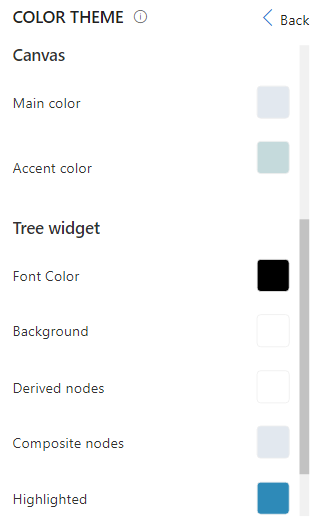 COLOR THEME
Back
Canvas
Main color
Accent color
Tree widget
Font Color
Background
Derived nodes
Composite nodes
Highlighted